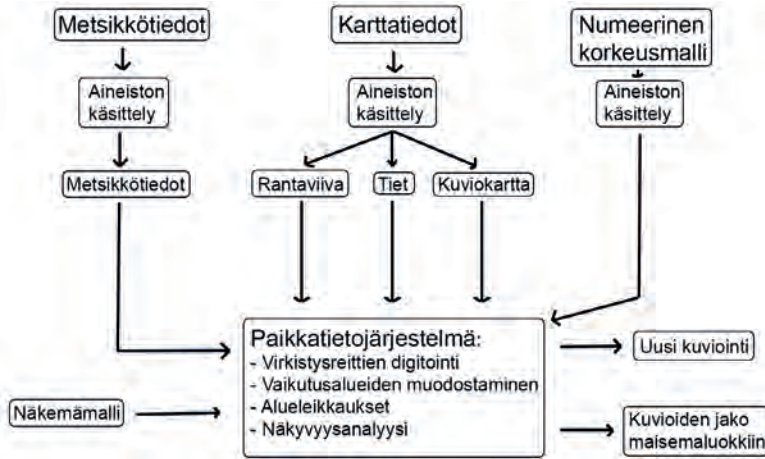 Metsikkötiedot
Karttatiedot
Numeerinen
korkeusmalli
Aineiston
käsittely
Aineiston
käsittely
Aineiston
käsittely
Metsikkötiedot
Rantaviiva
Tiet
Kuviokartta
Paikkatietojärjestelmä:
- Virkistysreittien digitointi
- Vaikutusalueiden muodostaminen
- Alueleikkaukset
- Näkyvyysanalyysi
Näkemämalli
Uusi kuviointi
Kuvioiden jako
maisemaluokkiin